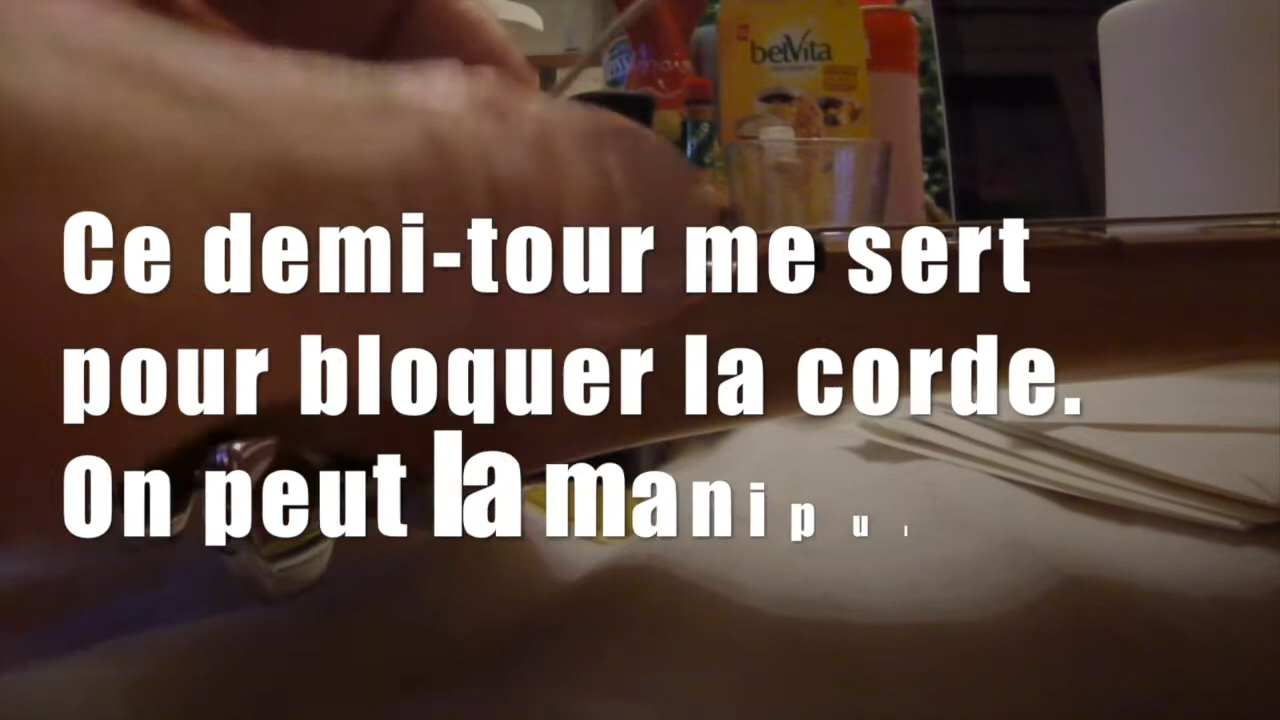 belVita
Ce demi-tour me sert
pour bloquer la corde.
On peut la manipu